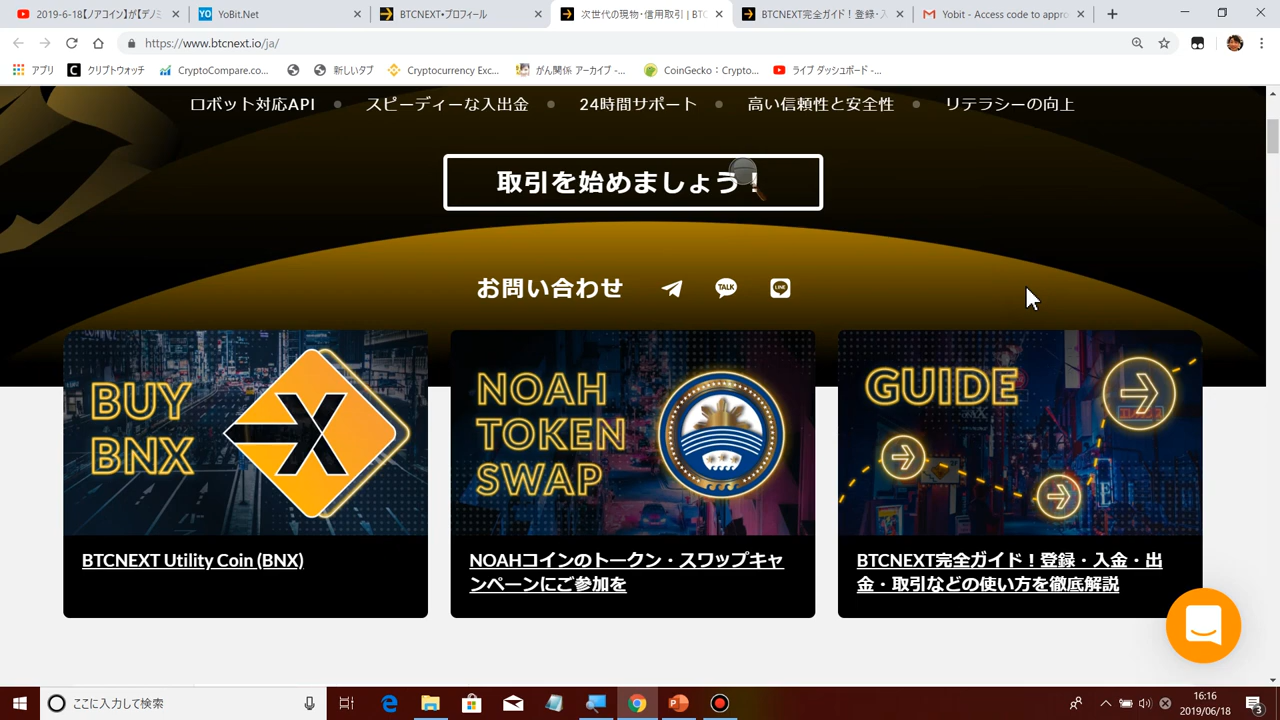 2019-6-18【ノアコイン】が【デノミ
YoBit.Net
BTCNEXT•プロフィール
次世代の現物・信用取引 | BTC
BTCNEXT完全ガイド！登録・入
Yobit - Access code to appro
https://www.btcnext.io/ja/
アプリ
クリプトウォッチ
CryptoCompare.co...
新しいタブ
Cryptocurrency Exc...
がん関係 アーカイブ -...
CoinGecko：Crypto...
ライブ ダッシュボード -...
ロボット対応API ● スピーディーな入出金 ● 24時間サポート ● 高い信頼性と安全性 ● リテラシーの向上
取引を始めましょう！
お問い合わせ
TALK
LINE
BUY
BNX
BTCNEXT Utility Coin (BNX)
NOAH
TOKEN
SWAP
NOAHコインのトークン・スワップキャ
ンペーンにご参加を
GUIDE
BTCNEXT完全ガイド！登録・入金・出
金・取引などの使い方を徹底解説
ここに入力して検索
16:16
2019/06/18
3